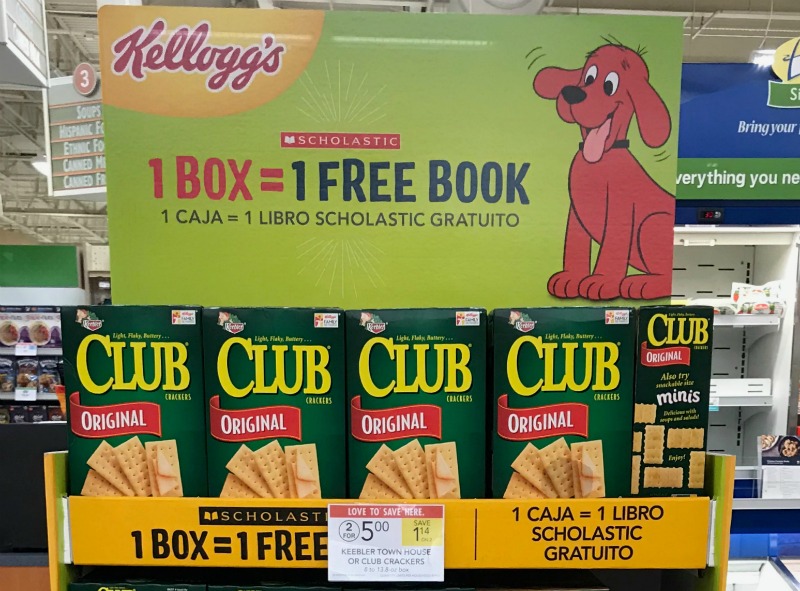 Kellogg's
SCHOLASTIC
1 BOX = 1 FREE BOOK
1 CAJA = 1 LIBRO SCHOLASTIC GRATUITO
3
SOUPS
HISPANIC FO
ETHNIC FO
CANNED M
CANNED FR
Bring your
verything you ne
Keebler
Light, Flaky, Buttery...
CLUB
CRACKERS
ORIGINAL
Keebler
Light, Flaky, Buttery...
CLUB
CRACKERS
ORIGINAL
Keebler
Light, Flaky, Buttery...
CLUB
CRACKERS
ORIGINAL
Keebler
Light, Flaky, Buttery...
CLUB
CRACKERS
ORIGINAL
CLUB
CRACKERS
ORIGINAL
Also try
snackable size
minis
Delicious with
soups and salads!
Enjoy!
SCHOLASTI
1 BOX = 1 FREE
LOVE TO SAVE HERE.
2 FOR 5.00
SAVE
1.14
KEEBLER TOWN HOUSE
OR CLUB CRACKERS
1 CAJA = 1 LIBRO
SCHOLASTIC
GRATUITO